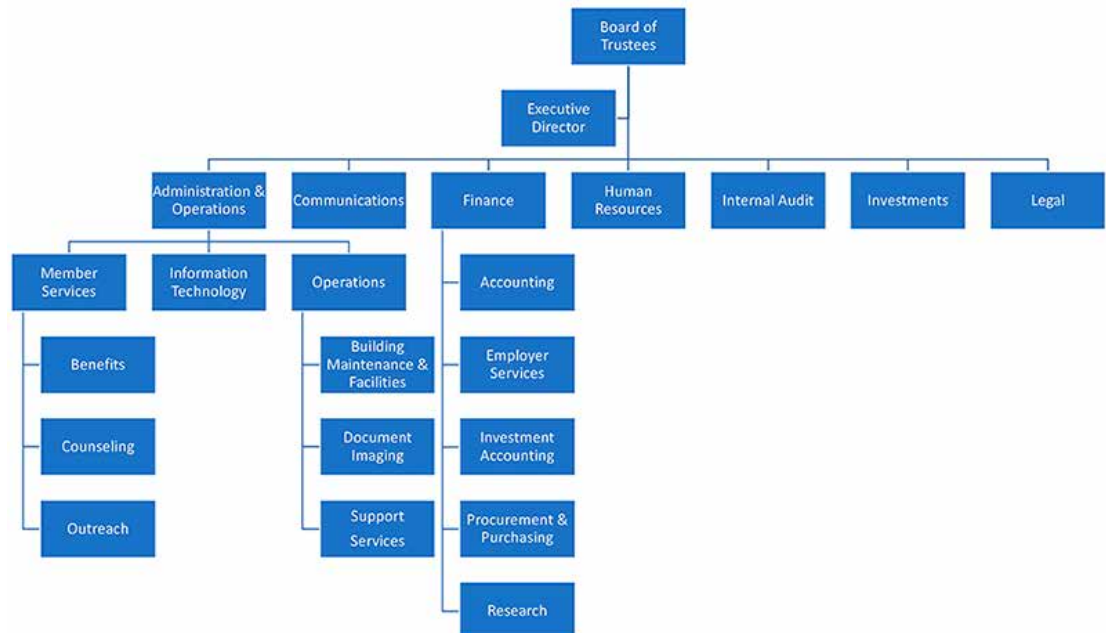 Board of
Trustees
Executive
Director
Administration &
Operations
Communications
Finance
Human
Resources
Internal Audit
Investments
Legal
Member
Services
Information
Technology
Operations
Accounting
Benefits
Building
Maintenance &
Facilities
Employer
Services
Counseling
Document
Imaging
Investment
Accounting
Outreach
Support
Services
Procurement &
Purchasing
Research